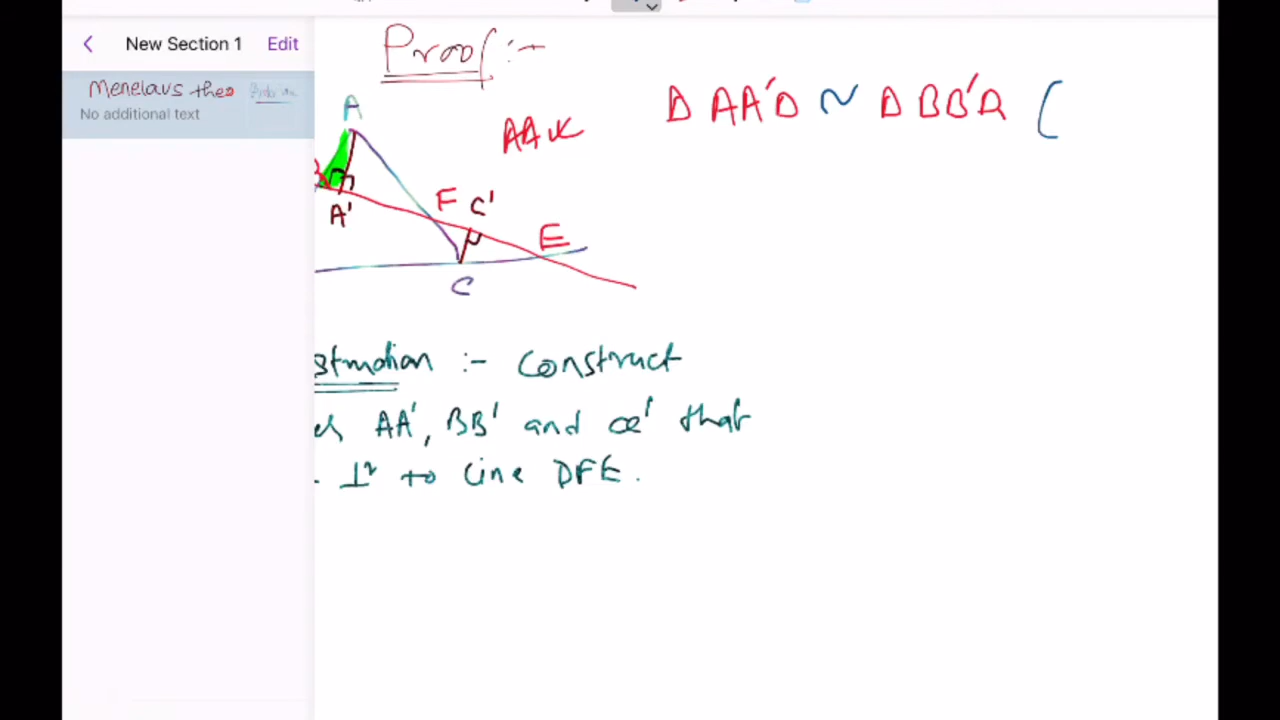 New Section 1 Edit
Menelaus theo
No additional text
Proof :-
Δ AA'D ~ Δ BB'D (
A
AA
F C'
A'
E
C
:- Construct
AA', BB' and CC' that
to line DFE.